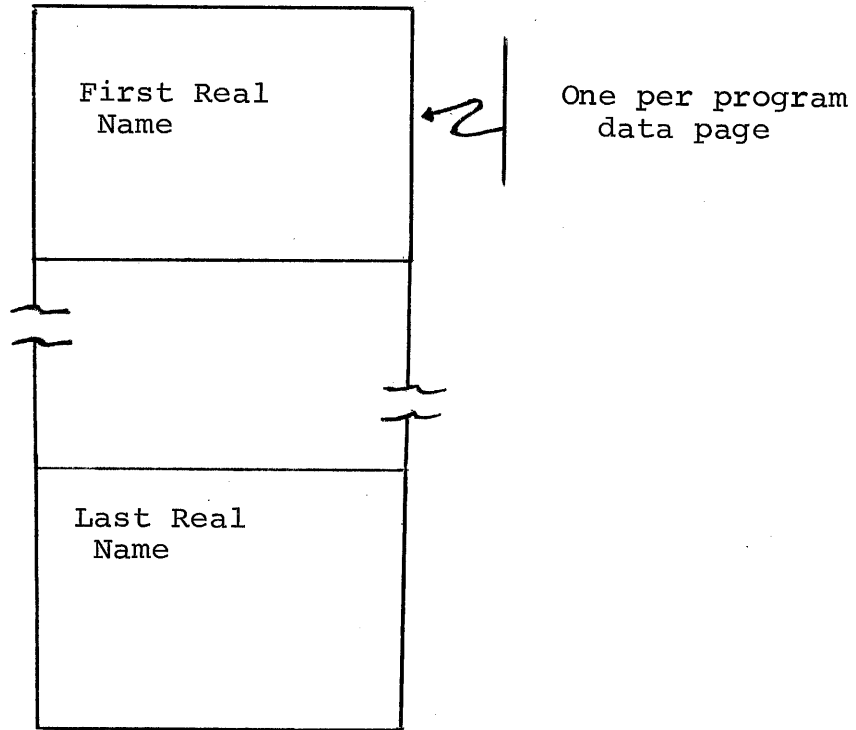 First Real
Name
One per program
data page
Last Real
Name